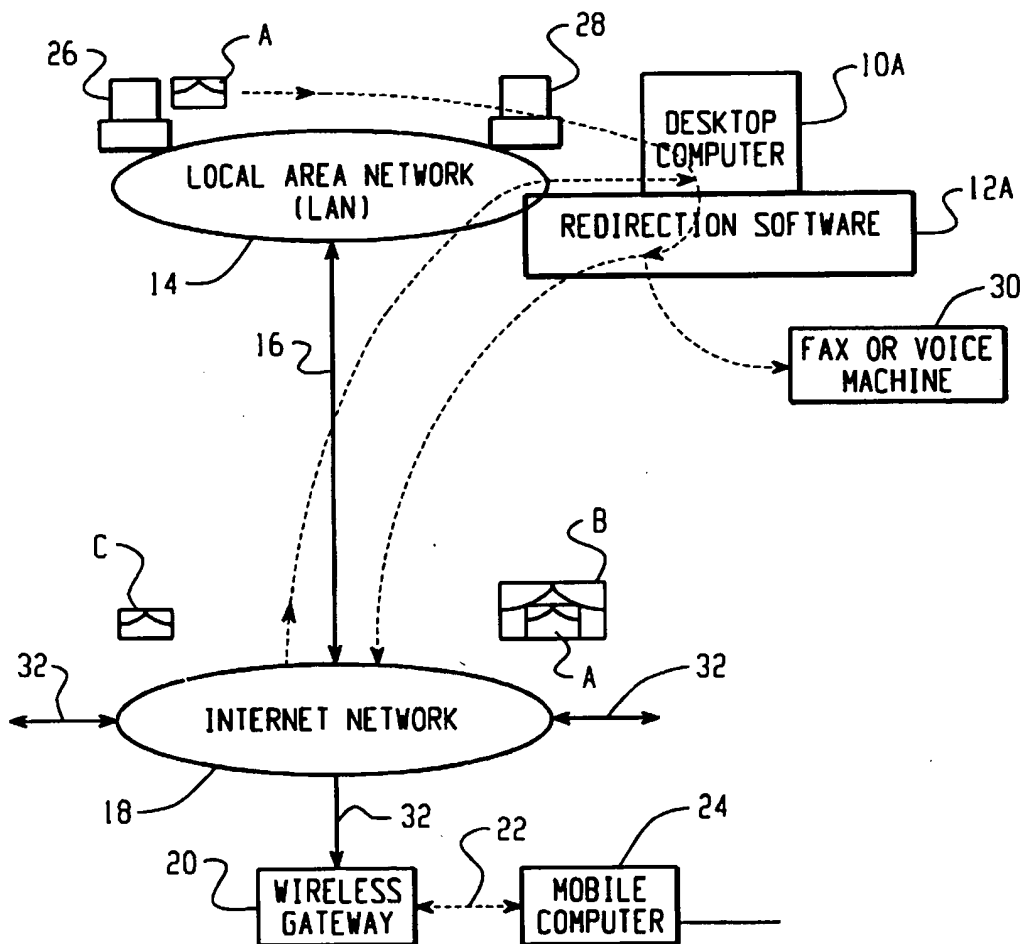 26
A
28
10A
DESKTOP
COMPUTER
LOCAL AREA NETWORK
(LAN)
12A
REDIRECTION SOFTWARE
14
30
16
FAX OR VOICE
MACHINE
B
C
A
32
32
INTERNET NETWORK
18
32
24
22
20
WIRELESS
GATEWAY
MOBILE
COMPUTER